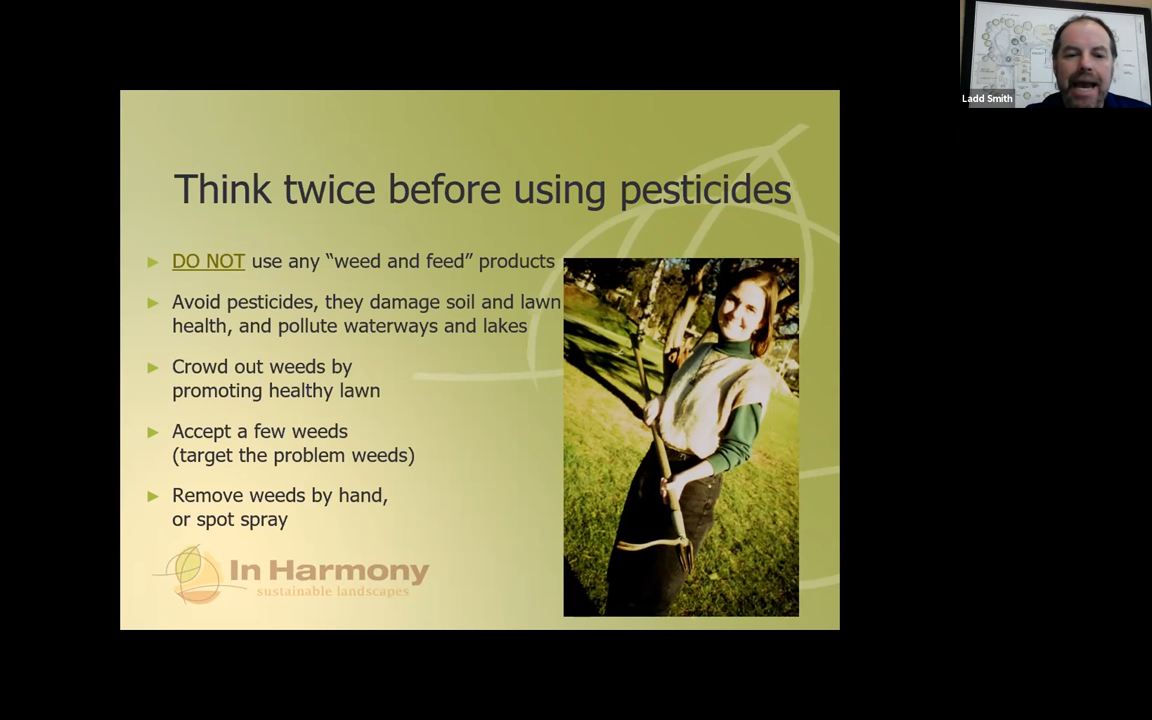 Ladd Smith
Think twice before using pesticides
► DO NOT use any “weed and feed” products
► Avoid pesticides, they damage soil and lawn
health, and pollute waterways and lakes
► Crowd out weeds by
promoting healthy lawn
► Accept a few weeds
(target the problem weeds)
► Remove weeds by hand,
or spot spray
In Harmony
sustainable landscapes